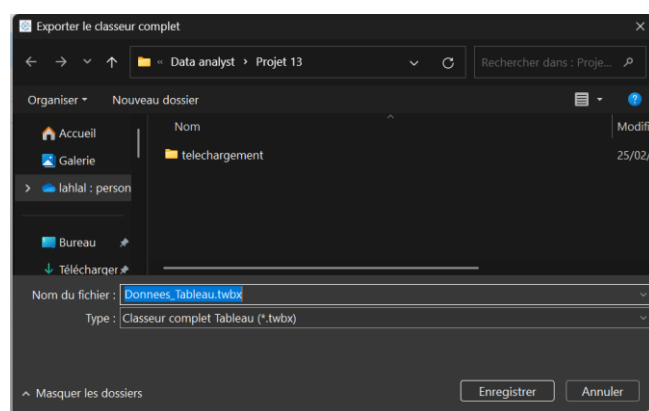 Exporter le classeur complet
« Data analyst › Projet 13
Rechercher dans : Proje...
Organiser
Nouveau dossier
Accueil
Galerie
lahlal : person
Bureau
Télécharger
Nom
Modifi
telechargement
25/02/
Nom du fichier : Donnees_Tableau.twbx
Type : Classeur complet Tableau (*.twbx)
Masquer les dossiers
Enregistrer
Annuler